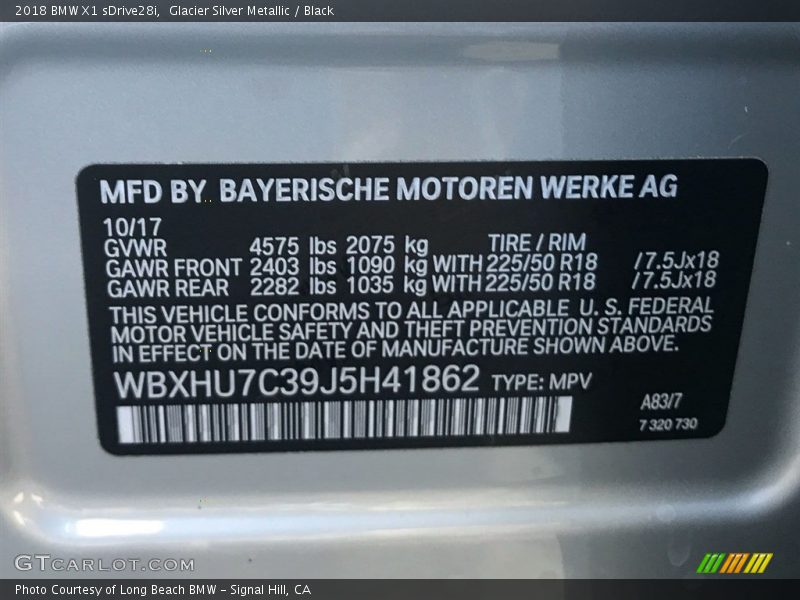 2018 BMW X1 sDrive28i, Glacier Silver Metallic / Black
MFD BY BAYERISCHE MOTOREN WERKE AG
10/17
GVWR 4575 lbs 2075 kg TIRE / RIM
GAWR FRONT 2403 lbs 1090 kg WITH 225/50 R18 /7.5Jx18
GAWR REAR 2282 lbs 1035 kg WITH 225/50 R18 /7.5Jx18
THIS VEHICLE CONFORMS TO ALL APPLICABLE U. S. FEDERAL
MOTOR VEHICLE SAFETY AND THEFT PREVENTION STANDARDS
IN EFFECT ON THE DATE OF MANUFACTURE SHOWN ABOVE.
WBXHU7C39J5H41862 TYPE: MPV
A83/7
7 320 730
GTCARLOT.COM
Photo Courtesy of Long Beach BMW - Signal Hill, CA